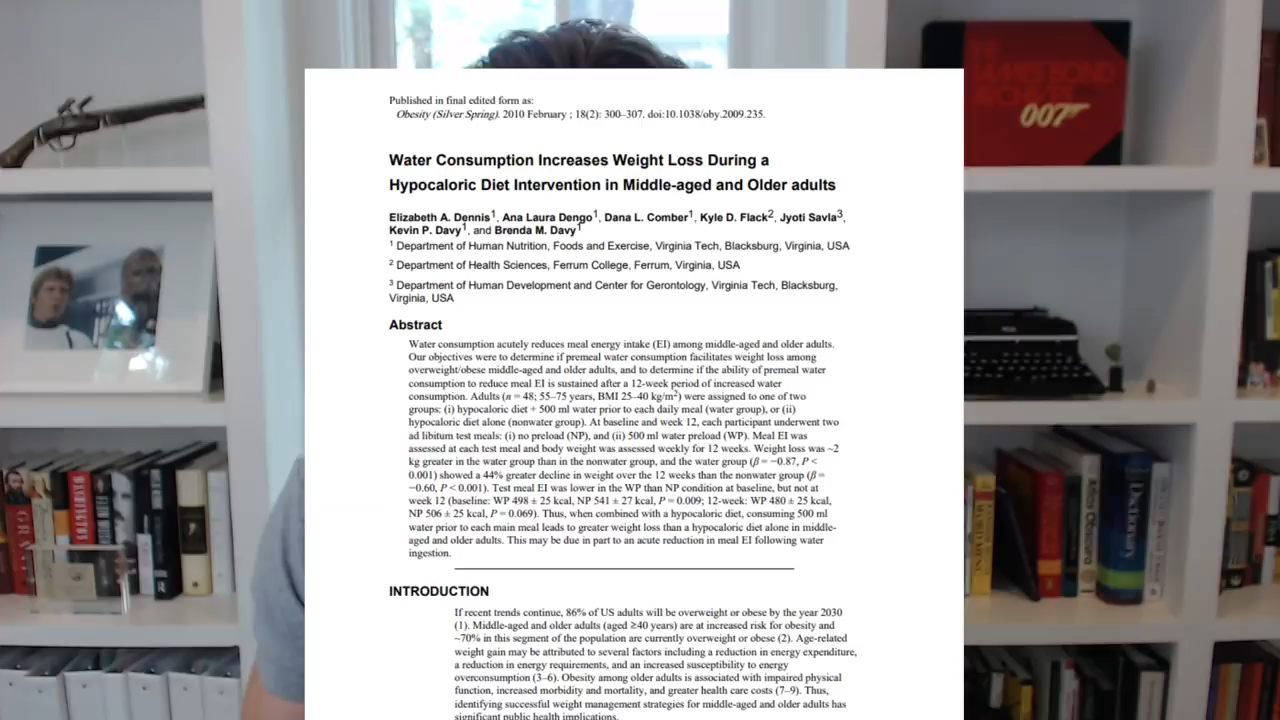 THE
JAMES BOND
ARCHIVES
007
Published in final edited form as:
Obesity (Silver Spring). 2010 February ; 18(2): 300–307. doi:10.1038/oby.2009.235.
Water Consumption Increases Weight Loss During a
Hypocaloric Diet Intervention in Middle-aged and Older adults
Elizabeth A. Dennis1, Ana Laura Dengo1, Dana L. Comber1, Kyle D. Flack2, Jyoti Savla3,
Kevin P. Davy1, and Brenda M. Davy1
1 Department of Human Nutrition, Foods and Exercise, Virginia Tech, Blacksburg, Virginia, USA
2 Department of Health Sciences, Ferrum College, Ferrum, Virginia, USA
3 Department of Human Development and Center for Gerontology, Virginia Tech, Blacksburg,
Virginia, USA
Abstract
Water consumption acutely reduces meal energy intake (EI) among middle-aged and older adults.
Our objectives were to determine if premeal water consumption facilitates weight loss among
overweight/obese middle-aged and older adults, and to determine if the ability of premeal water
consumption to reduce meal EI is sustained after a 12-week period of increased water
consumption. Adults (n = 48; 55–75 years, BMI 25–40 kg/m2) were assigned to one of two
groups: (i) hypocaloric diet + 500 ml water prior to each daily meal (water group), or (ii)
hypocaloric diet alone (nonwater group). At baseline and week 12, each participant underwent two
ad libitum test meals: (i) no preload (NP), and (ii) 500 ml water preload (WP). Meal EI was
assessed at each test meal and body weight was assessed weekly for 12 weeks. Weight loss was ~2
kg greater in the water group than in the nonwater group, and the water group (β = −0.87, P <
0.001) showed a 44% greater decline in weight over the 12 weeks than the nonwater group (β =
−0.60, P < 0.001). Test meal EI was lower in the WP than NP condition at baseline, but not at
week 12 (baseline: WP 498 ± 25 kcal, NP 541 ± 27 kcal, P = 0.009; 12-week: WP 480 ± 25 kcal,
NP 506 ± 25 kcal, P = 0.069). Thus, when combined with a hypocaloric diet, consuming 500 ml
water prior to each main meal leads to greater weight loss than a hypocaloric diet alone in middle-
aged and older adults. This may be due in part to an acute reduction in meal EI following water
ingestion.
INTRODUCTION
If recent trends continue, 86% of US adults will be overweight or obese by the year 2030
(1). Middle-aged and older adults (aged ≥40 years) are at increased risk for obesity and
~70% in this segment of the population are currently overweight or obese (2). Age-related
weight gain may be attributed to several factors including a reduction in energy expenditure,
a reduction in energy requirements, and an increased susceptibility to energy
overconsumption (3–6). Obesity among older adults is associated with impaired physical
function, increased morbidity and mortality, and greater health care costs (7–9). Thus,
identifying successful weight management strategies for middle-aged and older adults has
significant public health implications.
Dictionary